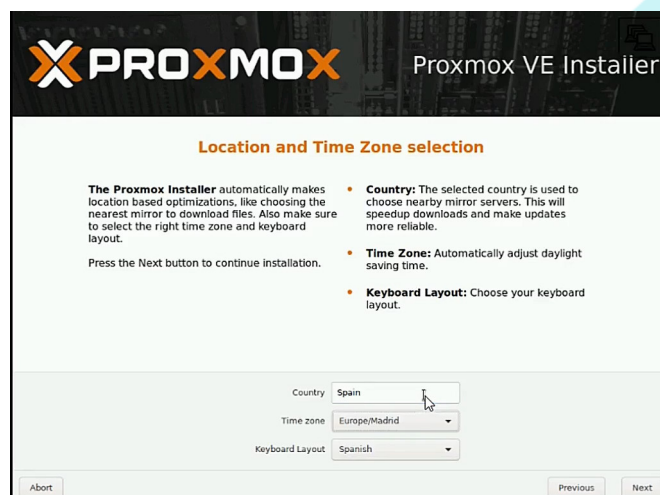 PROXMOX
Proxmox VE Installer
Location and Time Zone selection
The Proxmox Installer automatically makes
location based optimizations, like choosing the
nearest mirror to download files. Also make sure
to select the right time zone and keyboard
layout.
Press the Next button to continue installation.
• Country: The selected country is used to
choose nearby mirror servers. This will
speedup downloads and make updates
more reliable.
• Time Zone: Automatically adjust daylight
saving time.
• Keyboard Layout: Choose your keyboard
layout.
Country Spain
Time zone Europe/Madrid
Keyboard Layout Spanish
Abort Previous Next